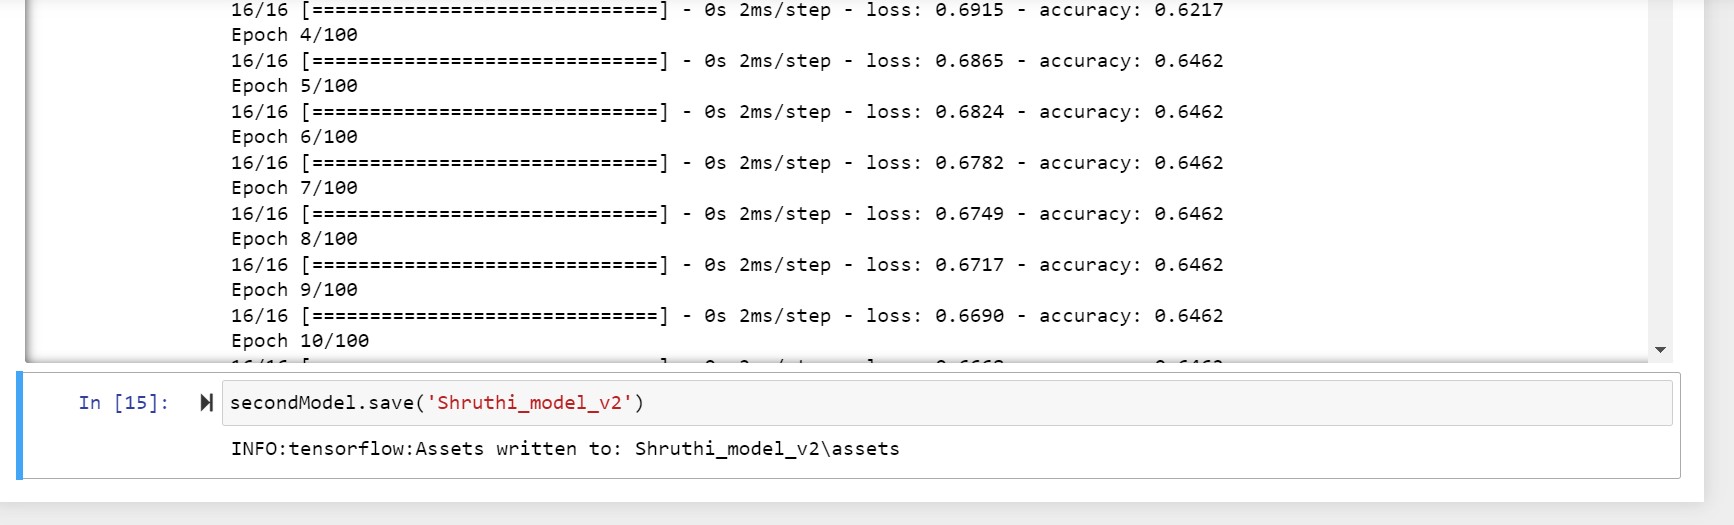 16/16 [==============================] - 0s 2ms/step - loss: 0.6915 - accuracy: 0.6217
Epoch 4/100
16/16 [==============================] - 0s 2ms/step - loss: 0.6865 - accuracy: 0.6462
Epoch 5/100
16/16 [==============================] - 0s 2ms/step - loss: 0.6824 - accuracy: 0.6462
Epoch 6/100
16/16 [==============================] - 0s 2ms/step - loss: 0.6782 - accuracy: 0.6462
Epoch 7/100
16/16 [==============================] - 0s 2ms/step - loss: 0.6749 - accuracy: 0.6462
Epoch 8/100
16/16 [==============================] - 0s 2ms/step - loss: 0.6717 - accuracy: 0.6462
Epoch 9/100
16/16 [==============================] - 0s 2ms/step - loss: 0.6690 - accuracy: 0.6462
Epoch 10/100
In [15]: secondModel.save('Shruthi_model_v2')
INFO:tensorflow:Assets written to: Shruthi_model_v2\assets